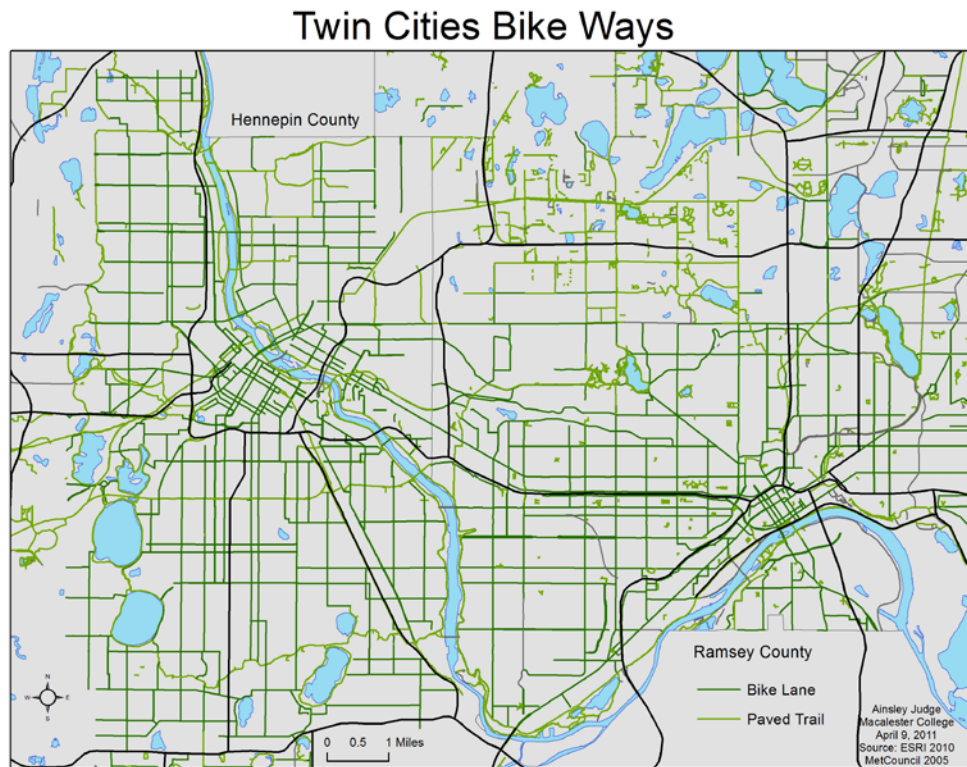 Twin Cities Bike Ways
Hennepin County
N
W E
S
0 0.5 1 Miles
Ramsey County
Bike Lane
Paved Trail
Ainsley Judge
Macalester College
April 9, 2011
Source: ESRI 2010
MetCouncil 2005